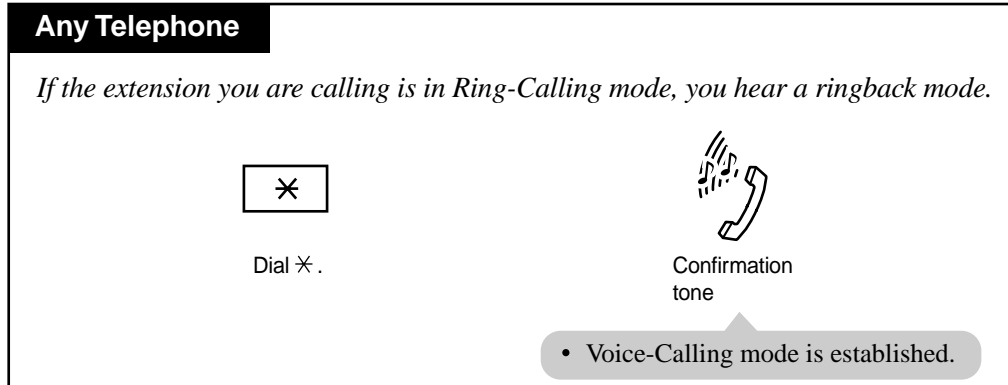 Any Telephone
If the extension you are calling is in Ring-Calling mode, you hear a ringback mode.
*
Dial *.
Confirmation
tone
• Voice-Calling mode is established.